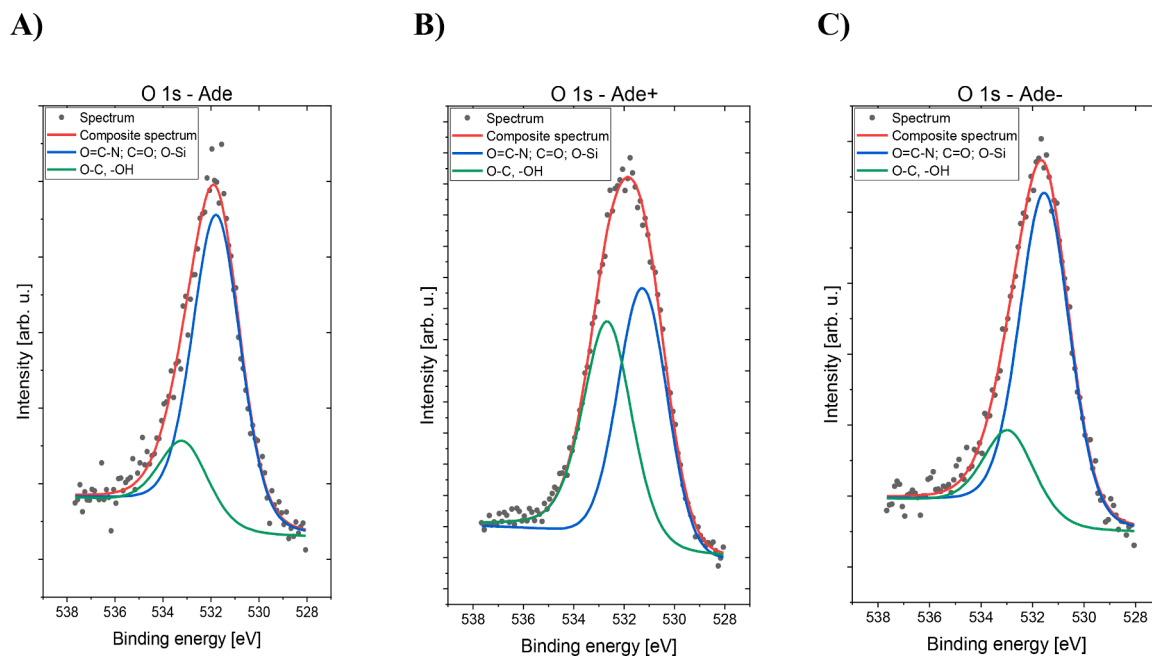 A)
O 1s - Ade
Spectrum
Composite spectrum
O=C-N; C=O; O-Si
O-C, -OH
Intensity [arb. u.]
538 536 534 532 530 528
Binding energy [eV]
B)
O 1s - Ade+
Spectrum
Composite spectrum
O=C-N; C=O; O-Si
O-C, -OH
Intensity [arb. u.]
538 536 534 532 530 528
Binding energy [eV]
C)
O 1s - Ade-
Spectrum
Composite spectrum
O=C-N; C=O; O-Si
O-C, -OH
Intensity [arb. u.]
538 536 534 532 530 528
Binding energy [eV]